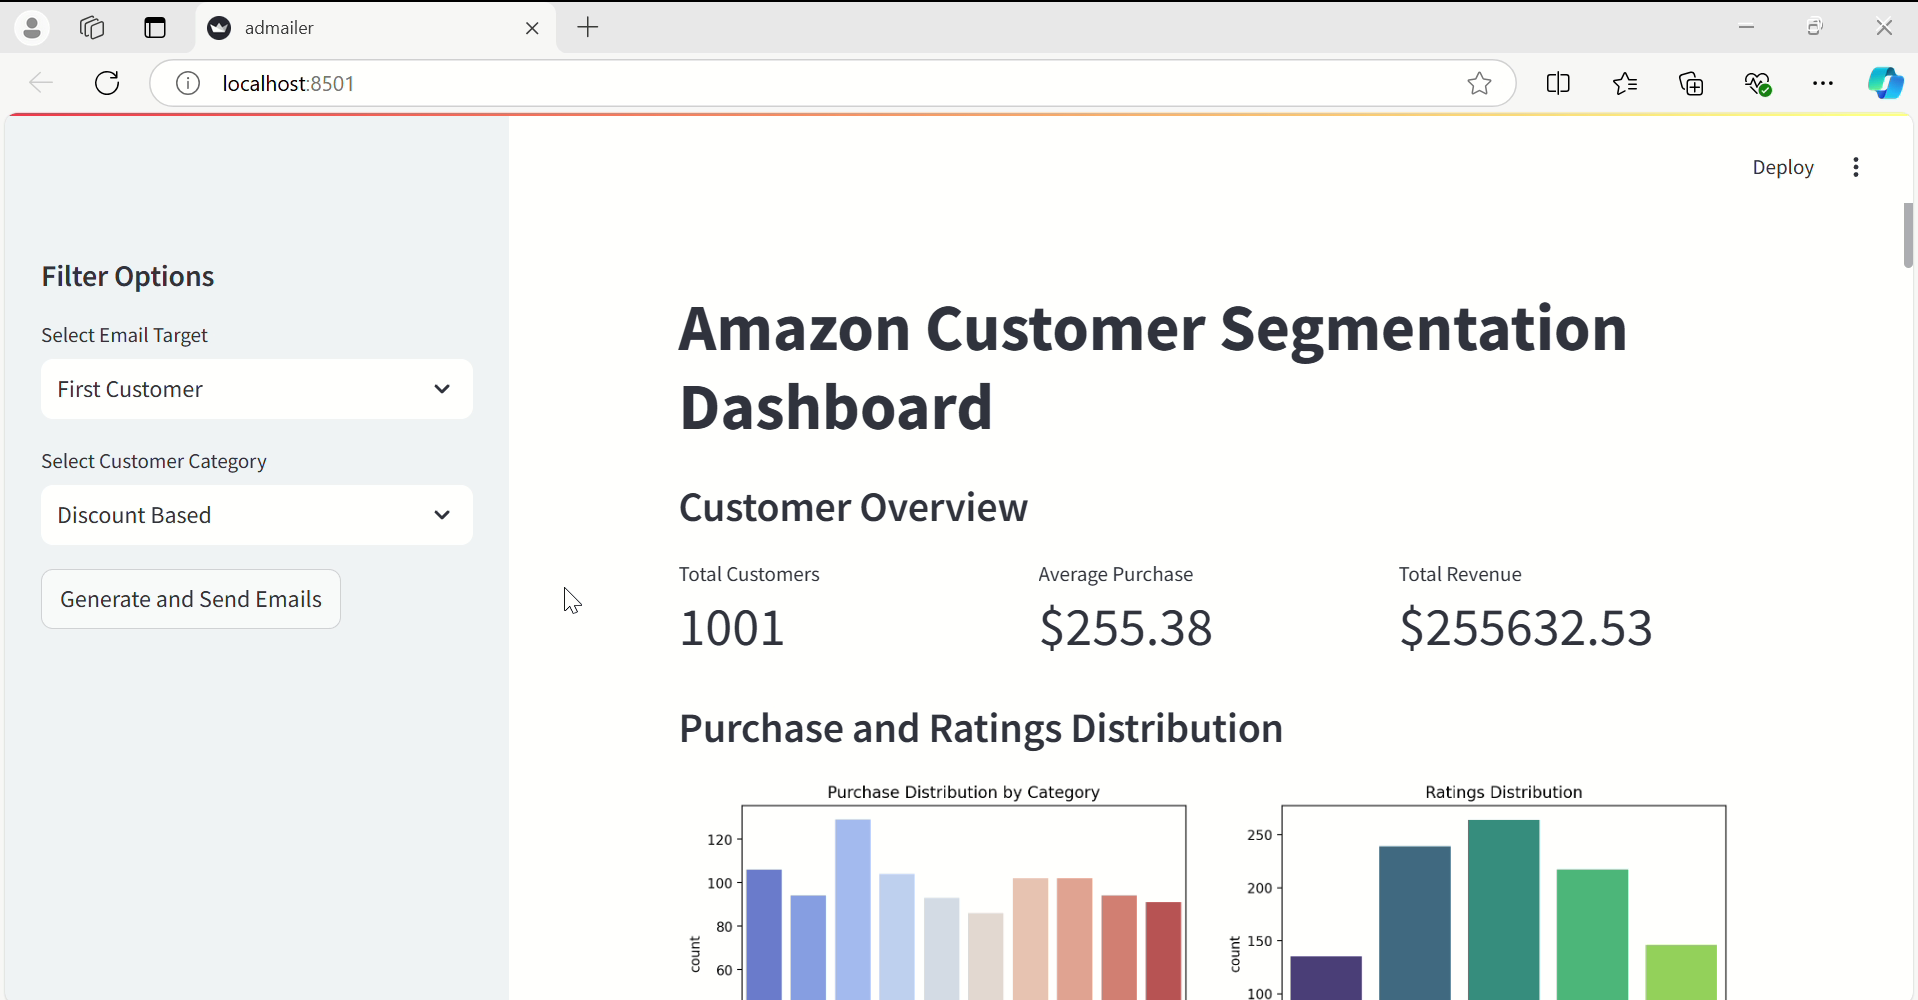 admailer
localhost:8501
Deploy
Filter Options
Select Email Target
First Customer
Select Customer Category
Discount Based
Generate and Send Emails
Amazon Customer Segmentation
Dashboard
Customer Overview
Total Customers
1001
Average Purchase
$255.38
Total Revenue
$255632.53
Purchase and Ratings Distribution
Purchase Distribution by Category
120
100
80
60
count
Ratings Distribution
250
200
150
100
count